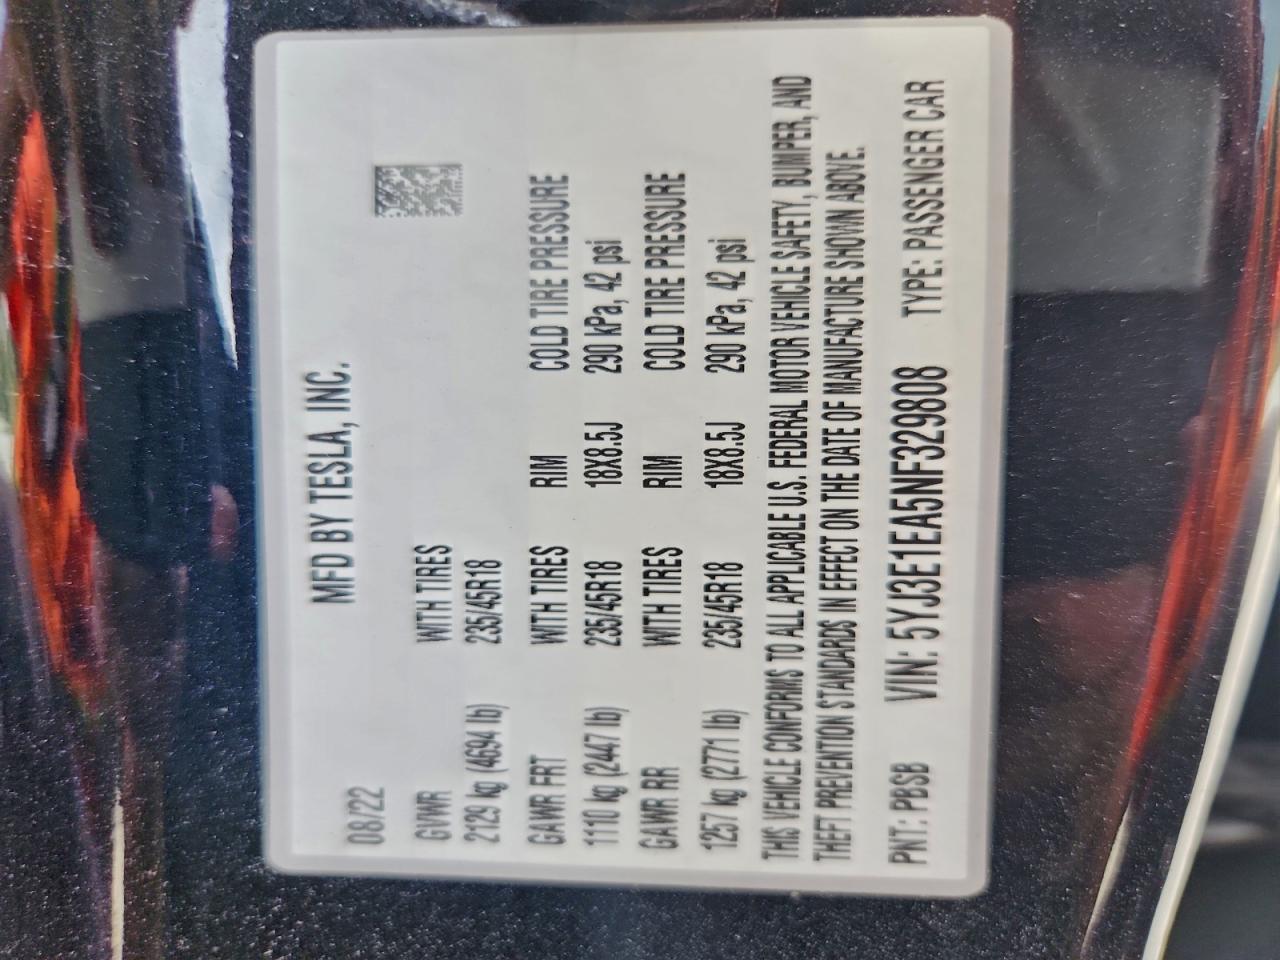 MFD BY TESLA, INC.
08/22
GVWR WITH TIRES
2129 kg (4694 lb) 235/45R18
GAWR FRT WITH TIRES RIM COLD TIRE PRESSURE
1110 kg (2447 lb) 235/45R18 18X8.5J 290 kPa, 42 psi
GAWR RR WITH TIRES RIM COLD TIRE PRESSURE
1257 kg (2771 lb) 235/45R18 18X8.5J 290 kPa, 42 psi
THIS VEHICLE CONFORMS TO ALL APPLICABLE U.S. FEDERAL MOTOR VEHICLE SAFETY, BUMPER, AND
THEFT PREVENTION STANDARDS IN EFFECT ON THE DATE OF MANUFACTURE SHOWN ABOVE.
PNT: PBSB VIN: 5YJ3E1EA5NF329808 TYPE: PASSENGER CAR